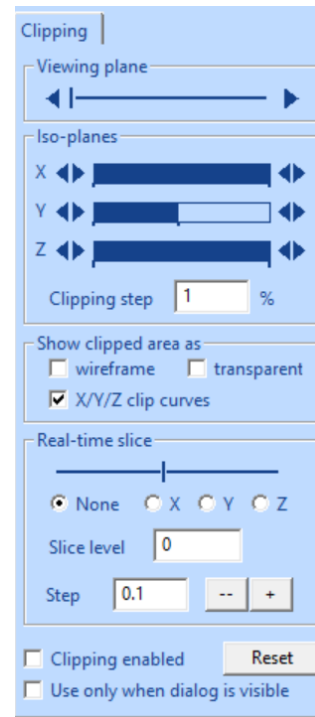 Clipping
Viewing plane
Iso-planes
X
Y
Z
Clipping step 1 %
Show clipped area as
wireframe transparent
X/Y/Z clip curves
Real-time slice
None X Y Z
Slice level 0
Step 0.1 -- +
Clipping enabled Reset
Use only when dialog is visible